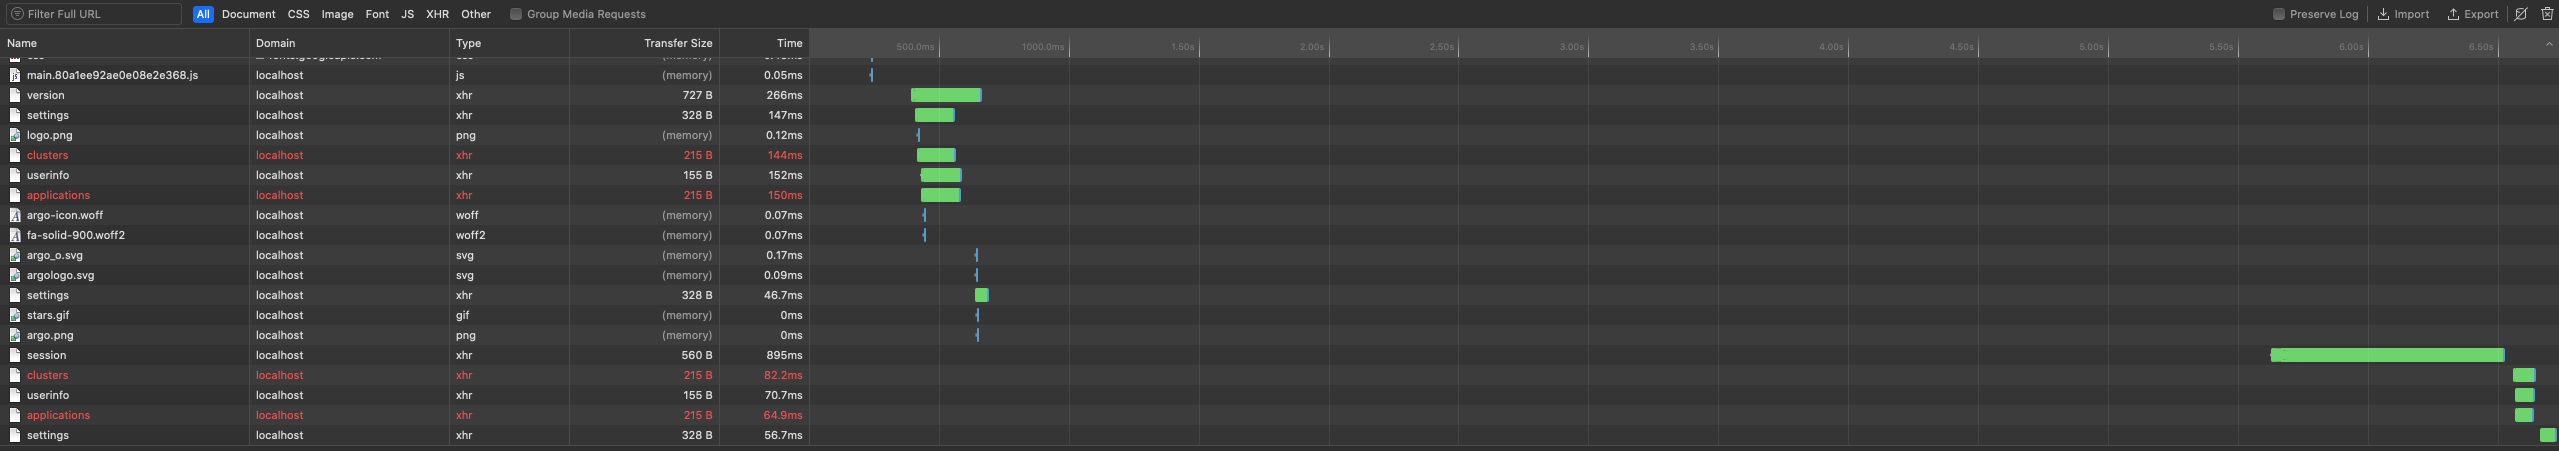 Filter Full URL All Document CSS Image Font JS XHR Other Group Media Requests Preserve Log Import Export
Name Domain Type Transfer Size Time 500.0ms 1000.0ms 1.50s 2.00s 2.50s 3.00s 3.50s 4.00s 4.50s 5.00s 5.50s 6.00s 6.50s
main.80a1ee92ae0e08e2e368.js localhost js (memory) 0.05ms
version localhost xhr 727 B 266ms
settings localhost xhr 328 B 147ms
logo.png localhost png (memory) 0.12ms
clusters localhost xhr 215 B 144ms
userinfo localhost xhr 155 B 152ms
applications localhost xhr 215 B 150ms
argo-icon.woff localhost woff (memory) 0.07ms
fa-solid-900.woff2 localhost woff2 (memory) 0.07ms
argo_o.svg localhost svg (memory) 0.17ms
argologo.svg localhost svg (memory) 0.09ms
settings localhost xhr 328 B 46.7ms
stars.gif localhost gif (memory) 0ms
argo.png localhost png (memory) 0ms
session localhost xhr 560 B 895ms
clusters localhost xhr 215 B 82.2ms
userinfo localhost xhr 155 B 70.7ms
applications localhost xhr 215 B 64.9ms
settings localhost xhr 328 B 56.7ms